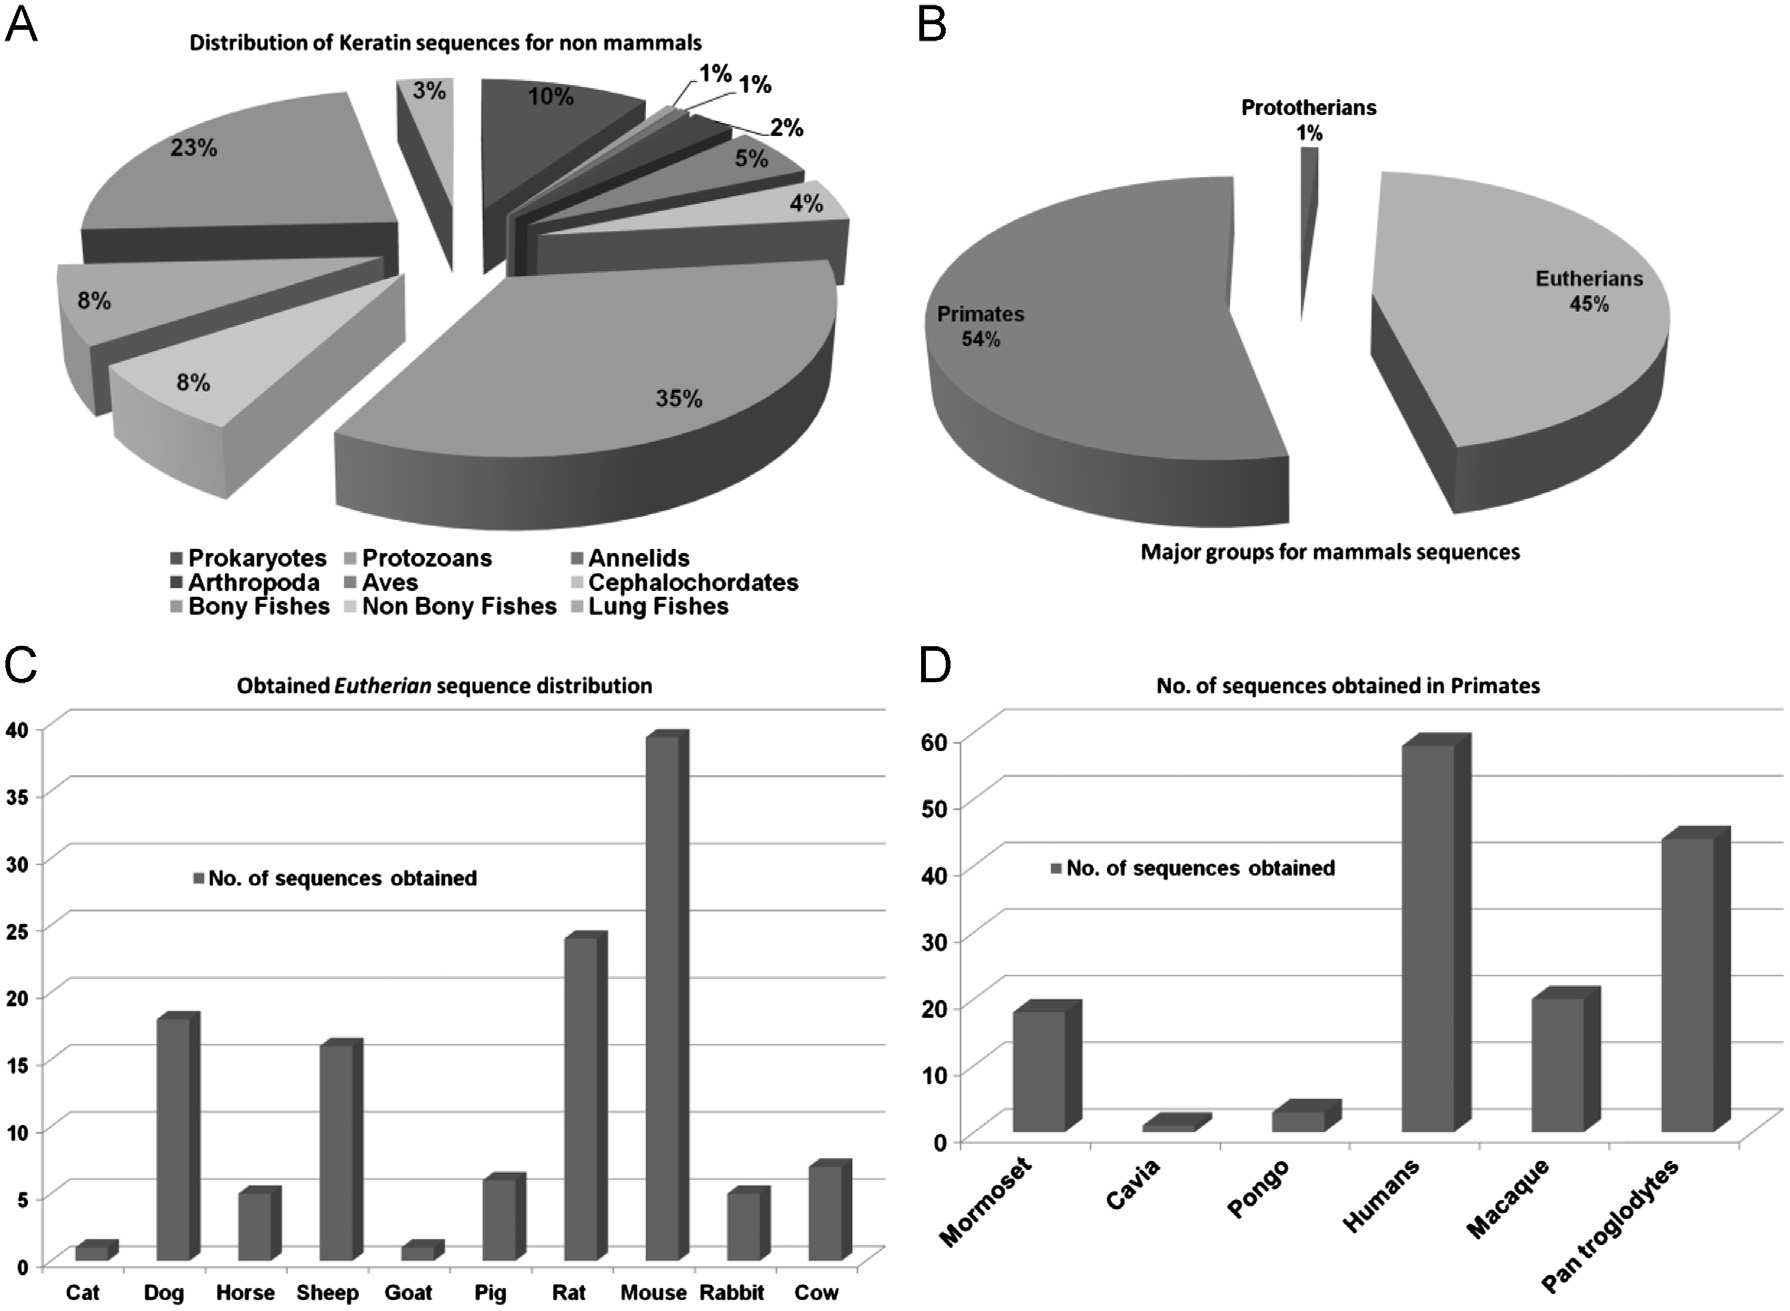 A
Distribution of Keratin sequences for non mammals
3%
10%
1%
1%
2%
5%
4%
23%
8%
8%
35%
Prokaryotes Protozoans Annelids
Arthropoda Aves Cephalochordates
Bony Fishes Non Bony Fishes Lung Fishes
B
Prototherians
1%
Eutherians
45%
Primates
54%
Major groups for mammals sequences
C
Obtained Eutherian sequence distribution
40
35
30
25
20
15
10
5
0
No. of sequences obtained
Cat Dog Horse Sheep Goat Pig Rat Mouse Rabbit Cow
D
No. of sequences obtained in Primates
60
50
40
30
20
10
0
No. of sequences obtained
Mormoset
Cavia
Pongo
Humans
Macaque
Pan troglodytes